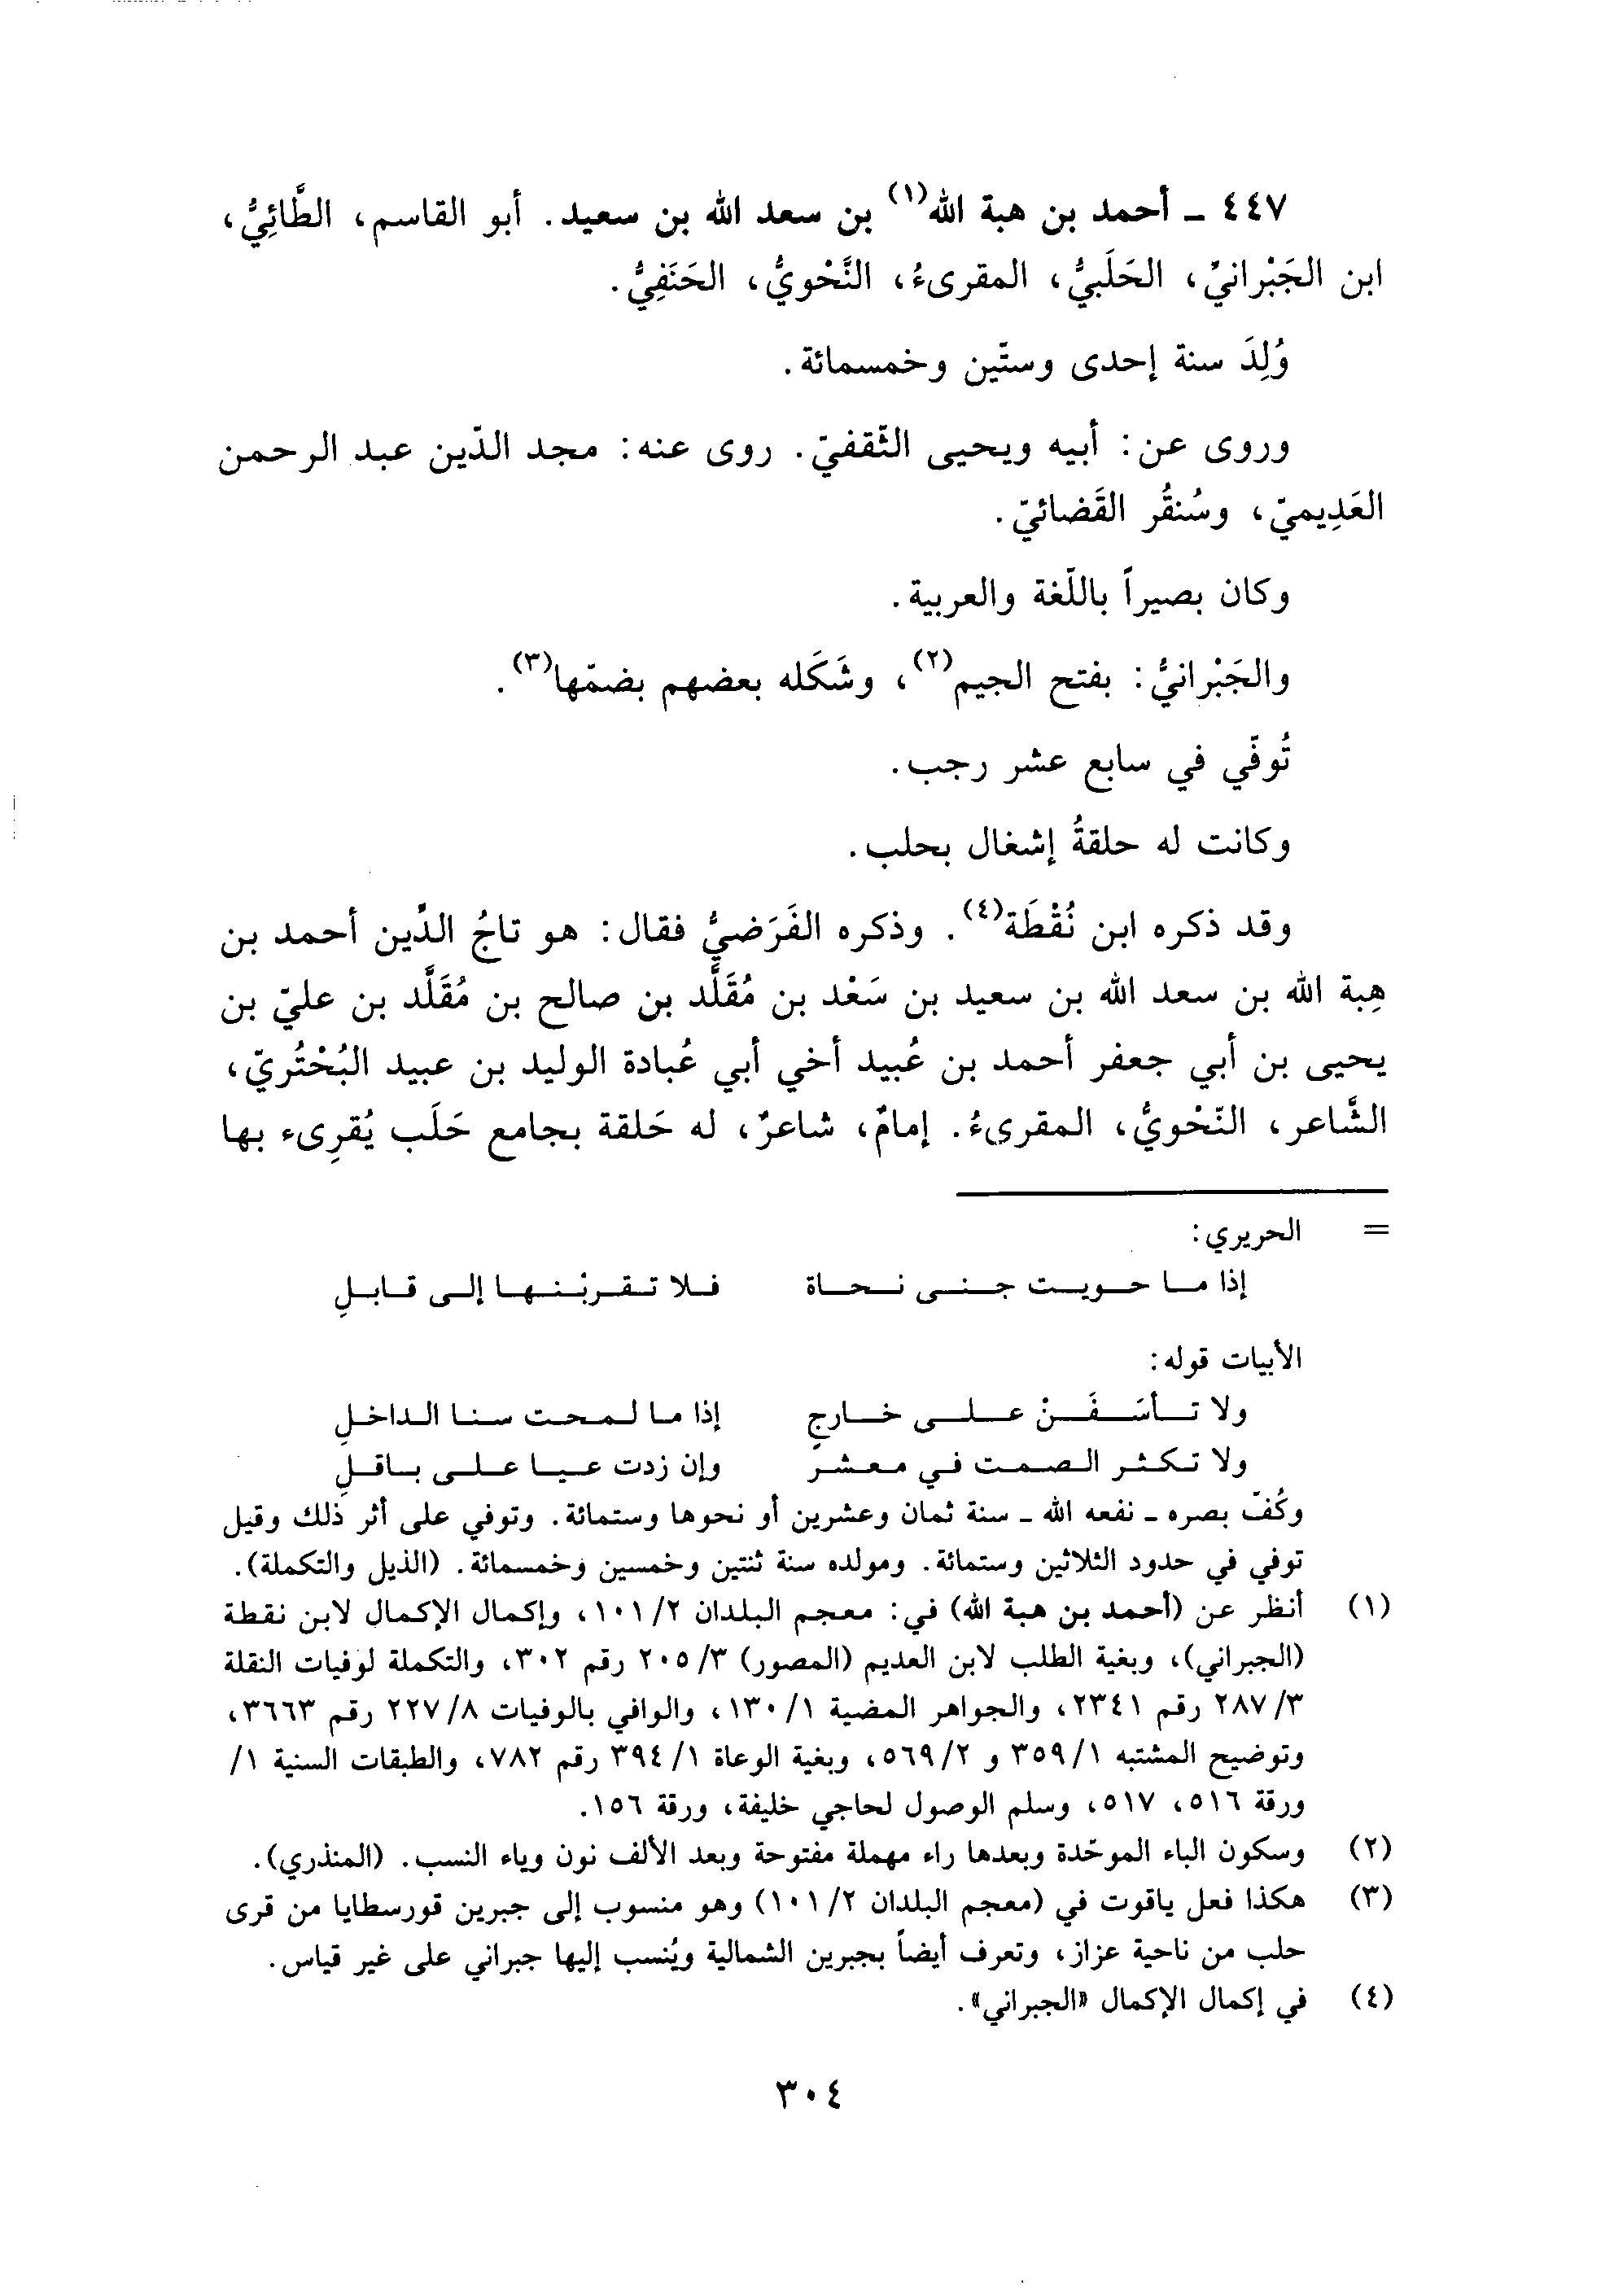 ٤٤٧ ـ أحمد بن هبة الله(١) بن سعد الله بن سعيد. أبو القاسم، الطَّائِيُّ،
ابن الجَبْرانيّ، الحَلَبيُّ، المقرىءُ، النَّحْويُّ، الحَنَفِيُّ.
وُلِدَ سنة إحدى وستّين وخمسمائة.
وروى عن: أبيه ويحيى الثّقفيّ. روى عنه: مجد الدّين عبد الرحمن
العَدِيميّ، وسُنقُر القَضائيّ.
وكان بصيراً باللّغة والعربية.
والجَبْرانيُّ: بفتح الجيم(٢)، وشَكَله بعضهم بضمّها(٣).
تُوفّي في سابع عشر رجب.
وكانت له حلقةُ إشغال بحلب.
وقد ذكره ابن نُقْطَة(٤). وذكره الفَرَضيُّ فقال: هو تاجُ الدِّين أحمد بن
هِبة الله بن سعد الله بن سعيد بن سَعْد بن مُقَلَّد بن صالح بن مُقَلَّد بن عليّ بن
يحيى بن أبي جعفر أحمد بن عُبيد أخي أبي عُبادة الوليد بن عبيد البُحْتُريّ،
الشَّاعر، النّحْويُّ، المقرىءُ. إمامٌ، شاعرٌ، له حَلقة بجامع حَلَب يُقرِىء بها
= الحريري:
إذا ما حويت جنى نحاة فلا تقربْنها إلى قابلِ
الأبيات قوله:
ولا تأسَفَنْ على خارجٍ إذا ما لمحت سنا الداخلِ
ولا تكثر الصمت في معشر وإن زدت عيا على باقلِ
وكُفّ بصره ـ نفعه الله ـ سنة ثمان وعشرين أو نحوها وستمائة. وتوفي على أثر ذلك وقيل
توفي في حدود الثلاثين وستمائة. ومولده سنة ثنتين وخمسين وخمسمائة. (الذيل والتكملة).
(١) أنظر عن (أحمد بن هبة الله) في: معجم البلدان ١٠١/٢، وإكمال الإكمال لابن نقطة
(الجبراني)، وبغية الطلب لابن العديم (المصور) ٢٠٥/٣ رقم ٣٠٢، والتكملة لوفيات النقلة
٢٨٧/٣ رقم ٢٣٤١، والجواهر المضية ١٣٠/١، والوافي بالوفيات ٢٢٧/٨ رقم ٣٦٦٣،
وتوضيح المشتبه ٣٥٩/١ و ٥٦٩/٢، وبغية الوعاة ٣٩٤/١ رقم ٧٨٢، والطبقات السنية ١/
ورقة ٥١٦، ٥١٧، وسلم الوصول لحاجي خليفة، ورقة ١٥٦.
(٢) وسكون الباء الموحّدة وبعدها راء مهملة مفتوحة وبعد الألف نون وياء النسب. (المنذري).
(٣) هكذا فعل ياقوت في (معجم البلدان ١٠١/٢) وهو منسوب إلى جبرين قورسطايا من قرى
حلب من ناحية عزاز، وتعرف أيضاً بجبرين الشمالية ويُنسب إليها جبراني على غير قياس.
(٤) في إكمال الإكمال «الجبراني».
٣٠٤